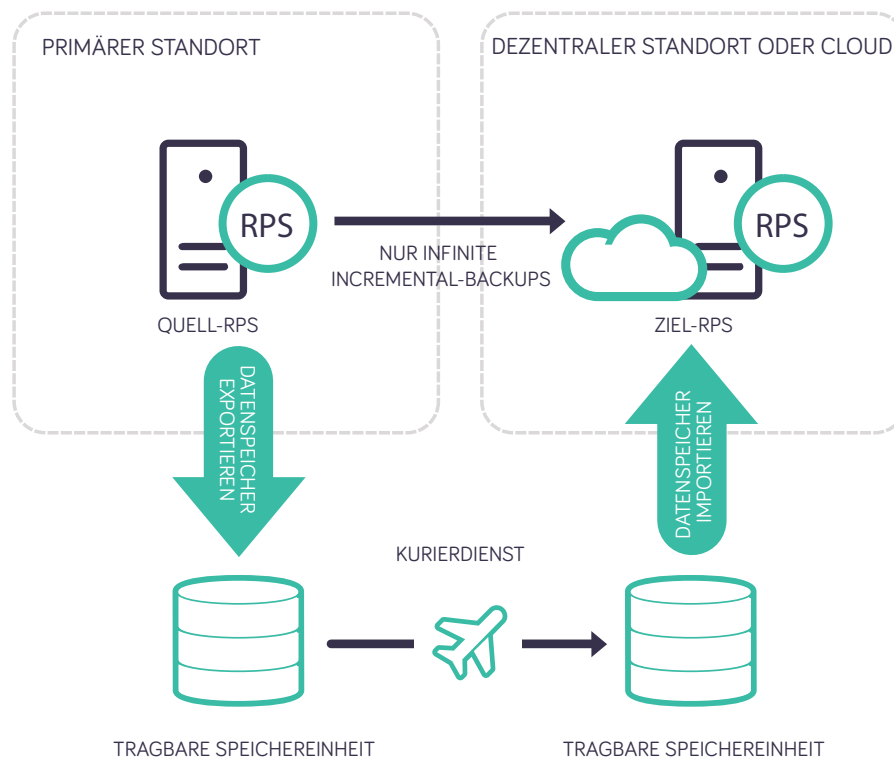 PRIMÄRER STANDORT
DEZENTRALER STANDORT ODER CLOUD
RPS
RPS
NUR INFINITE
INCREMENTAL-BACKUPS
QUELL-RPS
ZIEL-RPS
DATENSPEICHER
EXPORTIEREN
DATENSPEICHER
IMPORTIEREN
KURIERDIENST
TRAGBARE SPEICHEREINHEIT
TRAGBARE SPEICHEREINHEIT